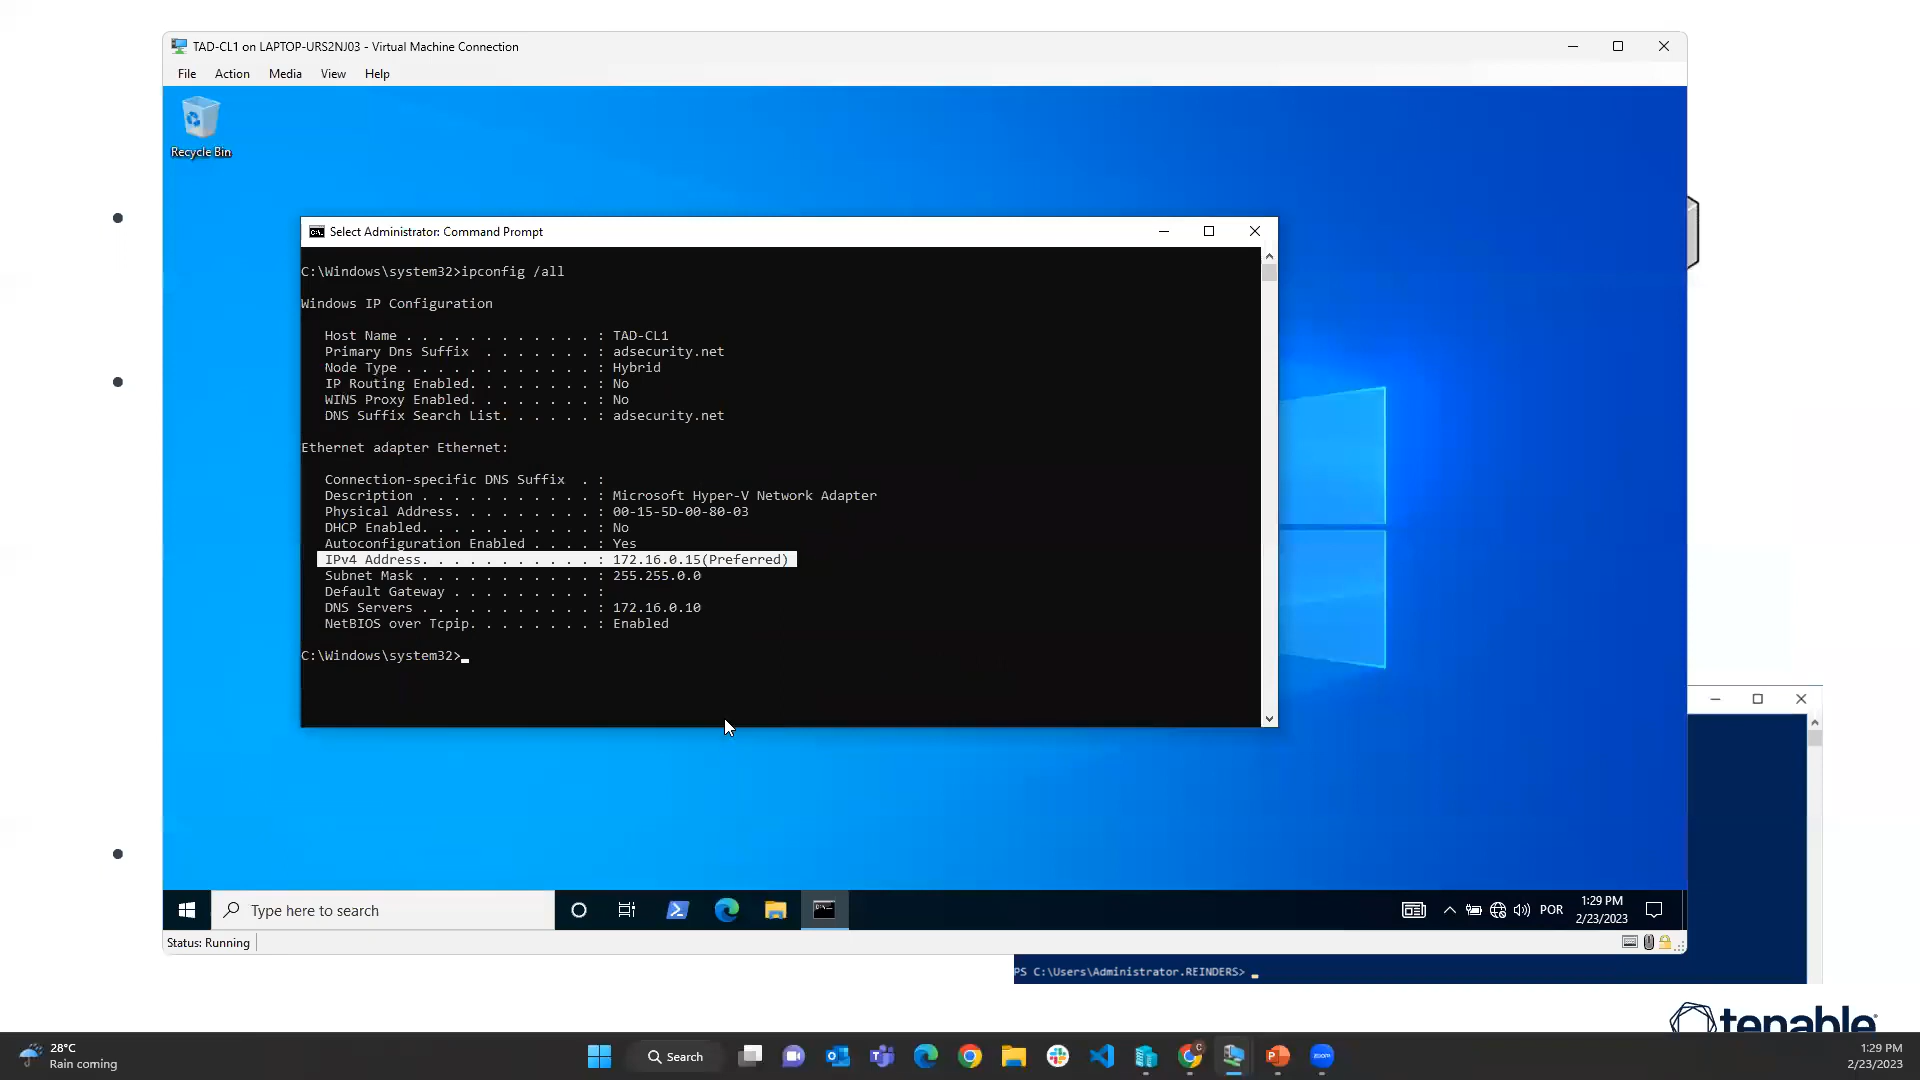 TAD-CL1 on LAPTOP-URS2NJ03 - Virtual Machine Connection
File Action Media View Help
Recycle Bin
Select Administrator: Command Prompt
C:\Windows\system32>ipconfig /all
Windows IP Configuration
Host Name . . . . . . . . . . . . : TAD-CL1
Primary Dns Suffix  . . . . . . . : adsecurity.net
Node Type . . . . . . . . . . . . : Hybrid
IP Routing Enabled. . . . . . . . : No
WINS Proxy Enabled. . . . . . . . : No
DNS Suffix Search List. . . . . . : adsecurity.net
Ethernet adapter Ethernet:
Connection-specific DNS Suffix  . :
Description . . . . . . . . . . . : Microsoft Hyper-V Network Adapter
Physical Address. . . . . . . . . : 00-15-5D-00-80-03
DHCP Enabled. . . . . . . . . . . : No
Autoconfiguration Enabled . . . . : Yes
IPv4 Address. . . . . . . . . . . : 172.16.0.15(Preferred)
Subnet Mask . . . . . . . . . . . : 255.255.0.0
Default Gateway . . . . . . . . . :
DNS Servers . . . . . . . . . . . : 172.16.0.10
NetBIOS over Tcpip. . . . . . . . : Enabled
C:\Windows\system32>
Type here to search
POR
1:29 PM
2/23/2023
Status: Running
PS C:\Users\Administrator.REINDERS>
tenable
28°C
Rain coming
Search
zoom
1:29 PM
2/23/2023